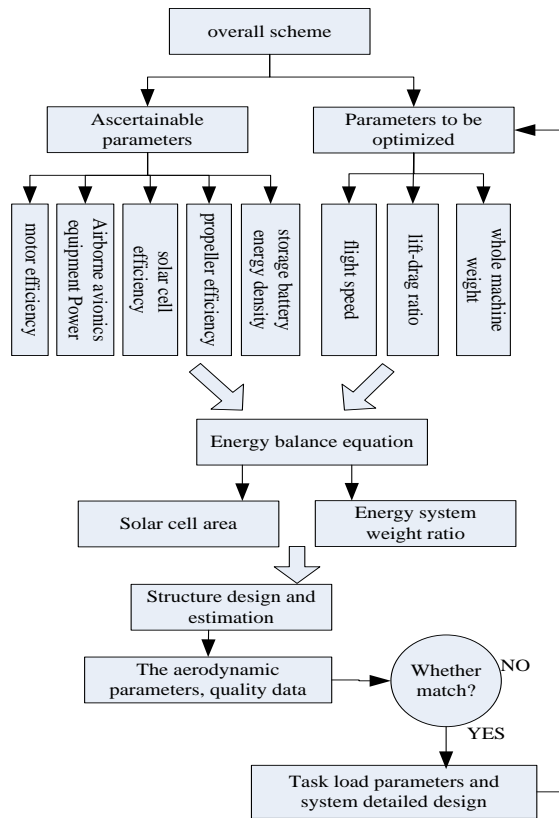 overall scheme
Ascertainable
parameters
Parameters to be
optimized
motor efficiency
Airborne avionics
equipment Power
solar cell
efficiency
propeller efficiency
storage battery
energy density
flight speed
lift-drag ratio
whole machine
weight
Energy balance equation
Solar cell area
Energy system
weight ratio
Structure design and
estimation
The aerodynamic
parameters, quality data
Whether
match?
NO
YES
Task load parameters and
system detailed design